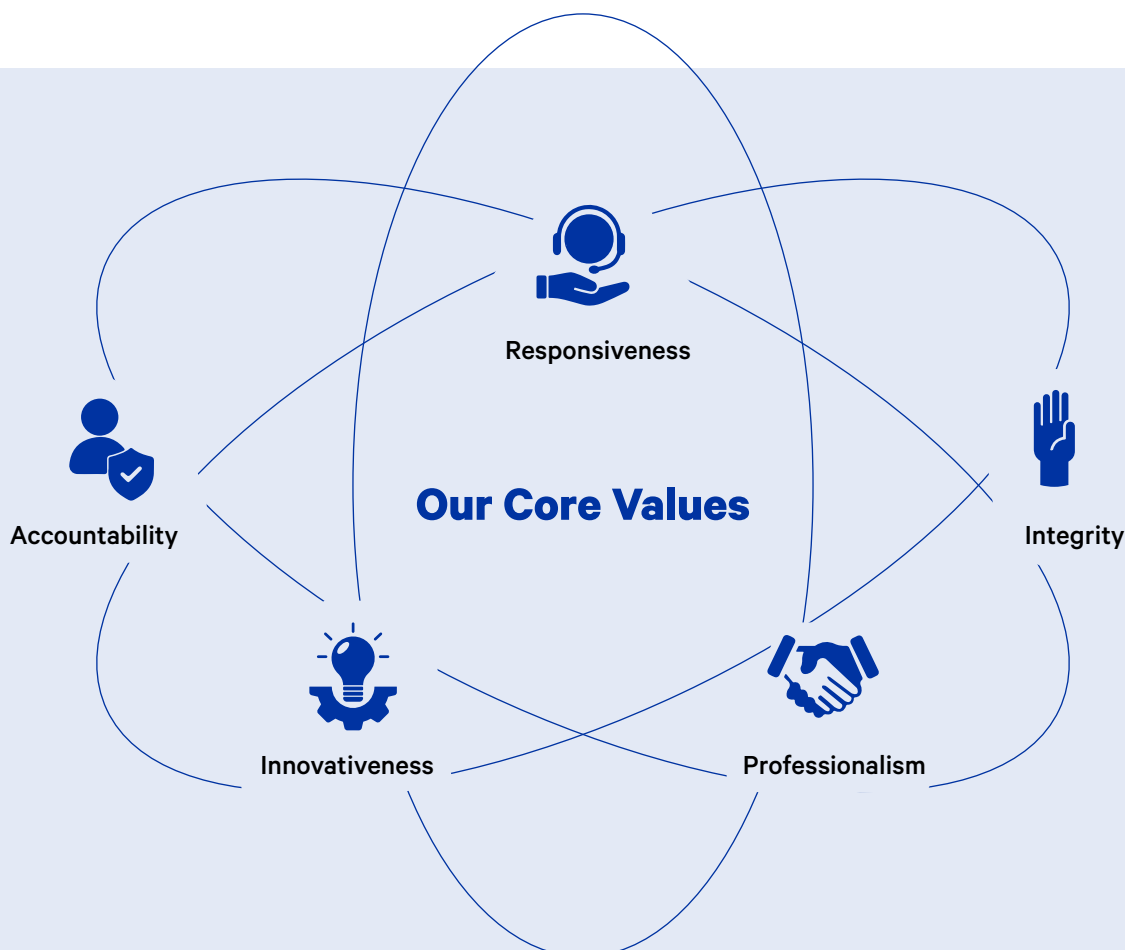 Responsiveness
Our Core Values
Accountability
Integrity
Innovativeness
Professionalism